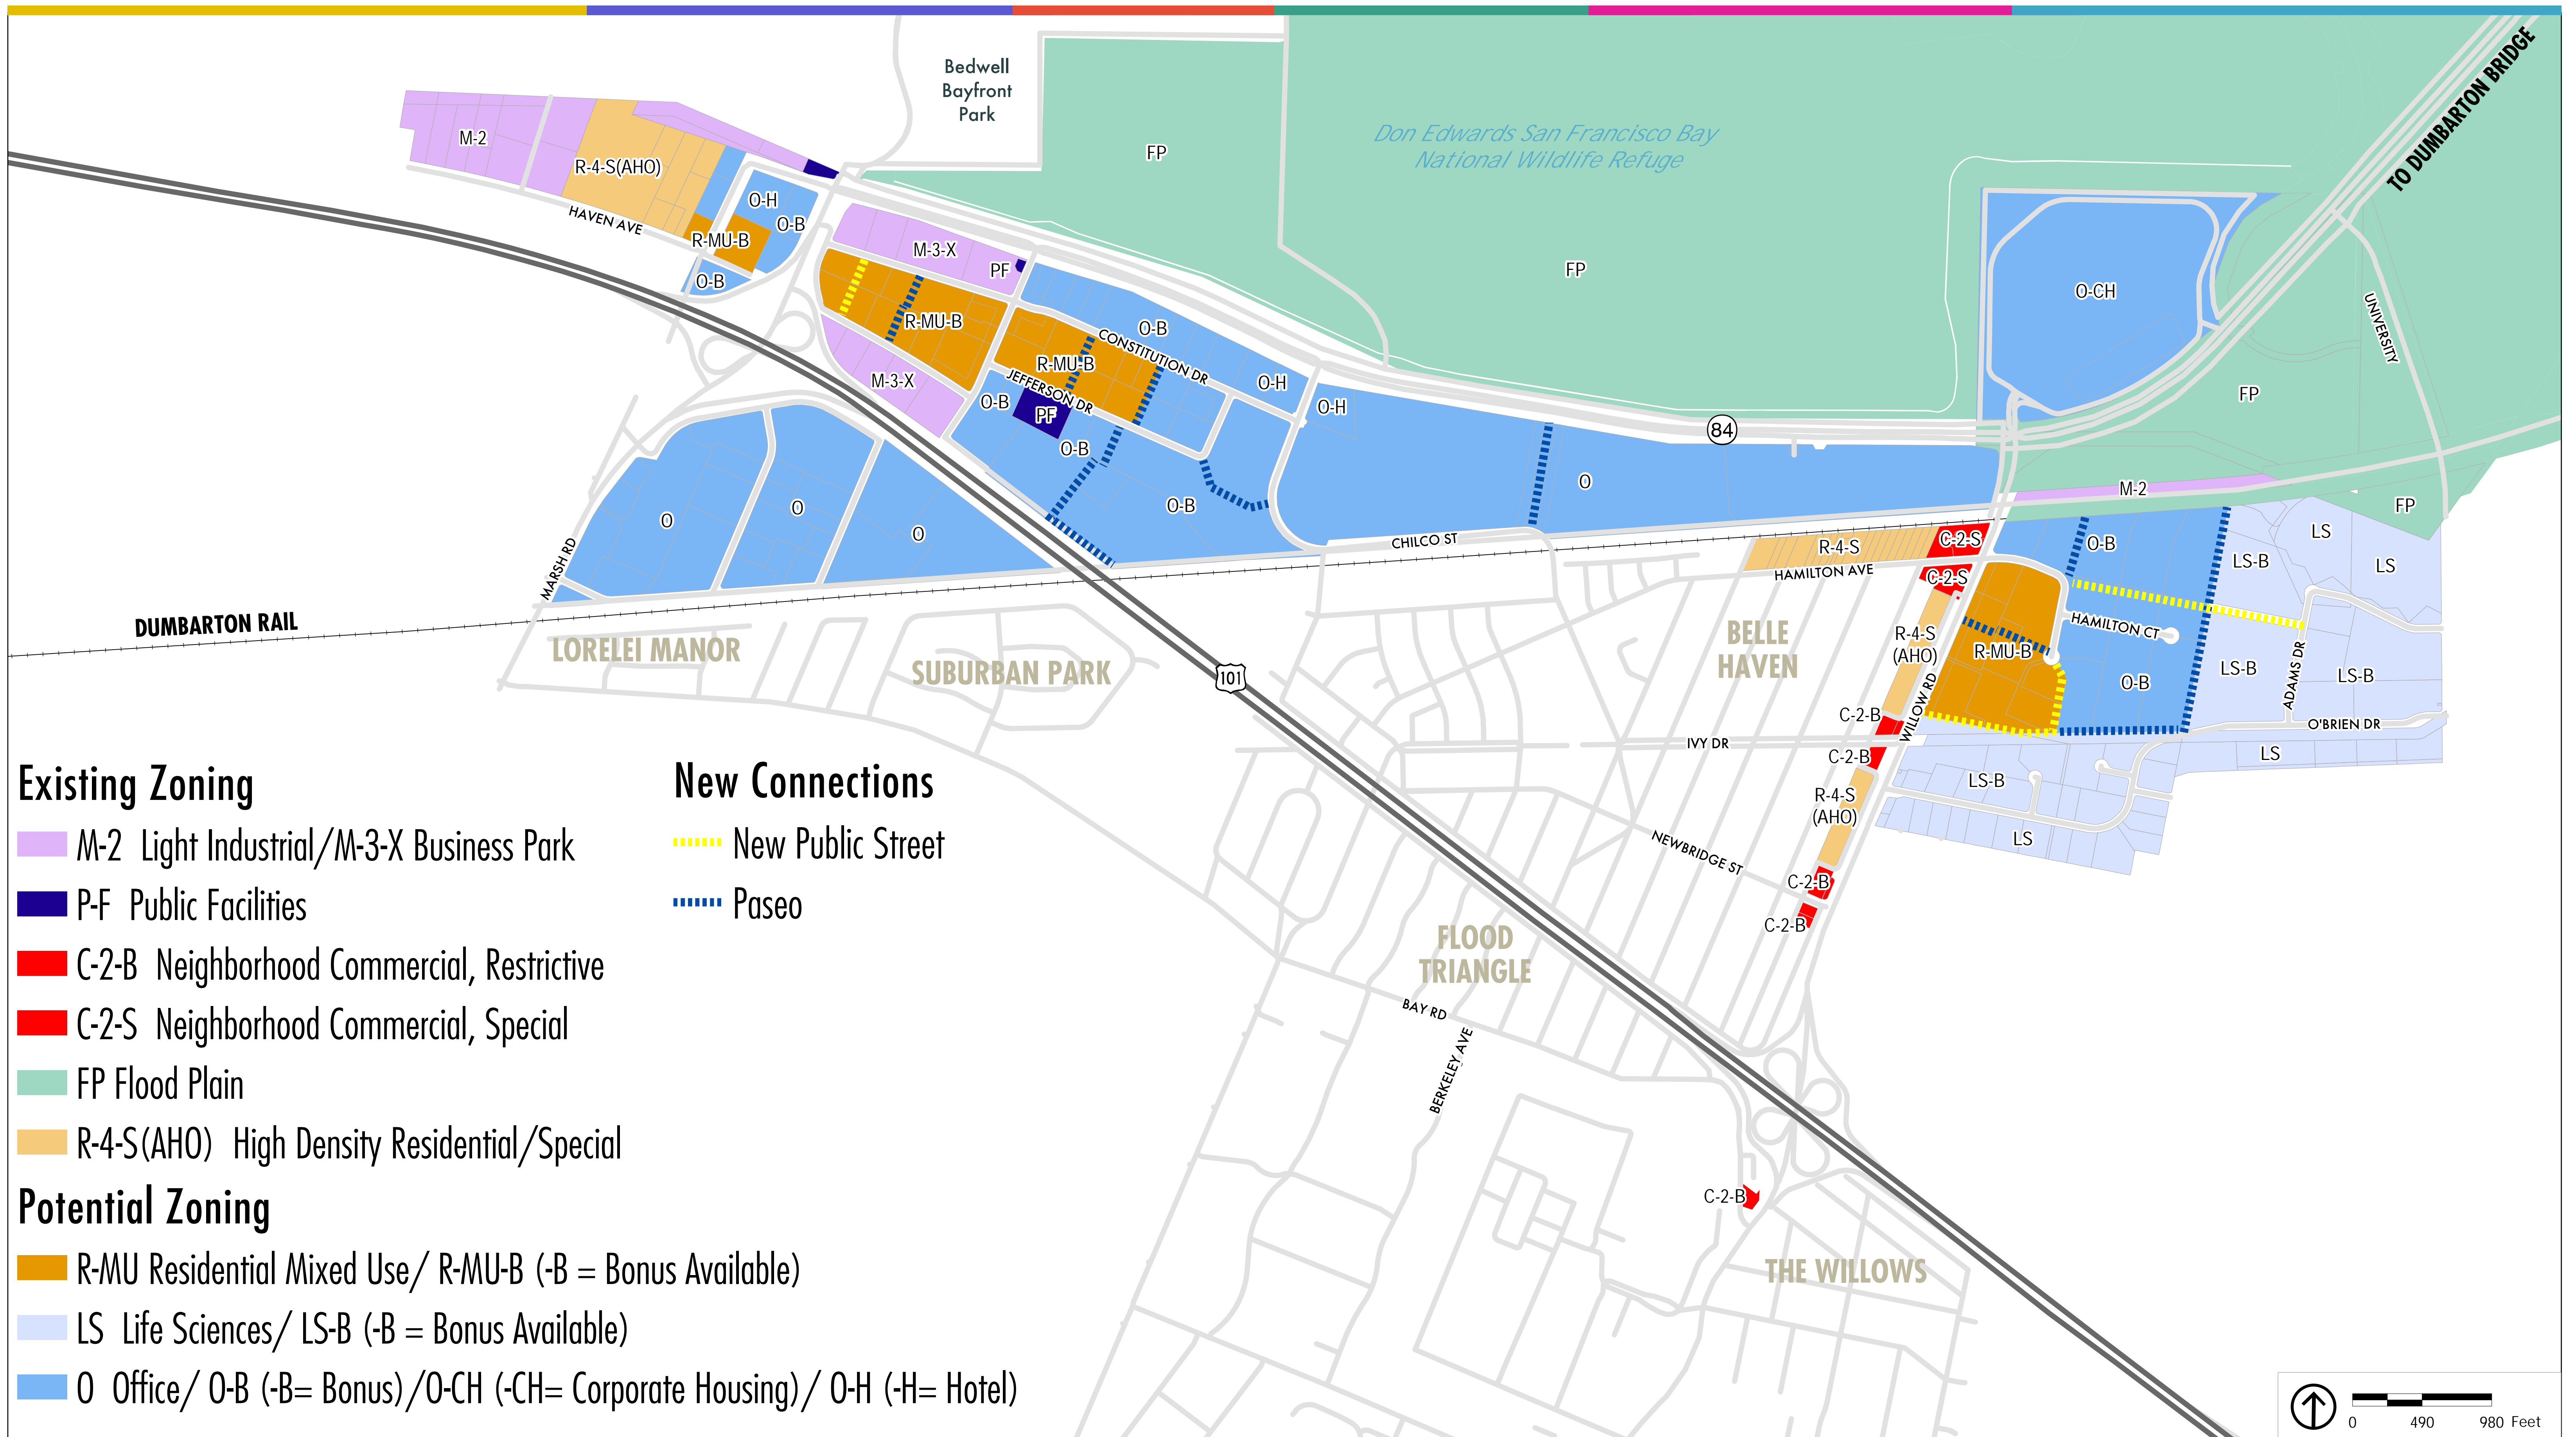 Bedwell
Bayfront
Park
TO DUMBARTON BRIDGE
Don Edwards San Francisco Bay
National Wildlife Refuge
FP
FP
M-2
R-4-S(AHO)
HAVEN AVE
O-H
O-B
R-MU-B
O-B
M-3-X
PF
R-MU-B
M-3-X
O-B
CONSTITUTION DR
R-MU-B
JEFFERSON DR
O-H
O-H
O-B
PF
O-B
O-B
84
O
O-CH
UNIVERSITY
FP
M-2
FP
O
O
O
MARSH RD
CHILCO ST
R-4-S
C-2-S
HAMILTON AVE
C-2-S
O-B
LS
LS-B
LS
DUMBARTON RAIL
LORELEI MANOR
SUBURBAN PARK
101
BELLE
HAVEN
R-4-S
(AHO)
R-MU-B
HAMILTON CT
O-B
LS-B
ADAMS DR
LS-B
WILLOW RD
C-2-B
O'BRIEN DR
IVY DR
C-2-B
LS
LS-B
R-4-S
(AHO)
LS
NEWBRIDGE ST
C-2-B
C-2-B
FLOOD
TRIANGLE
BAY RD
BERKELEY AVE
C-2-B
THE WILLOWS
Existing Zoning
M-2 Light Industrial/M-3-X Business Park
P-F Public Facilities
C-2-B Neighborhood Commercial, Restrictive
C-2-S Neighborhood Commercial, Special
FP Flood Plain
R-4-S(AHO) High Density Residential/Special
Potential Zoning
R-MU Residential Mixed Use/ R-MU-B (-B = Bonus Available)
LS Life Sciences/ LS-B (-B = Bonus Available)
O Office/ O-B (-B= Bonus)/O-CH (-CH= Corporate Housing)/ O-H (-H= Hotel)
New Connections
New Public Street
Paseo
0 490 980 Feet